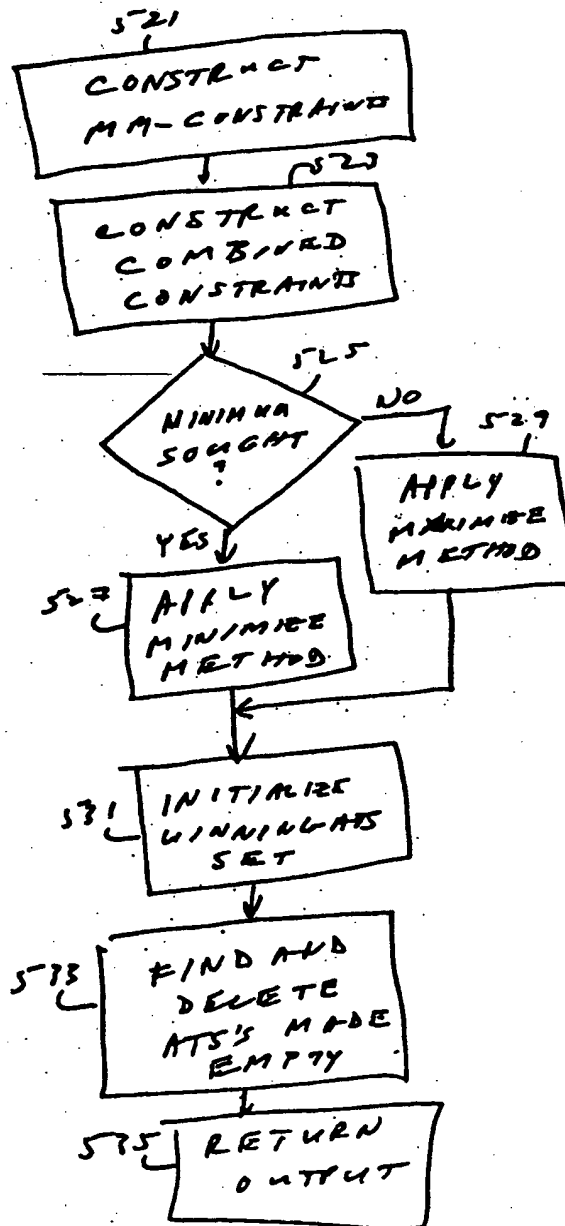 521
CONSTRUCT
MM-CONSTRAINTS
523
CONSTRUCT
COMBINED
CONSTRAINTS
525
MINIMUM
SOUGHT
?
NO
529
APPLY
MAXIMIZE
METHOD
YES
527
APPLY
MINIMIZE
METHOD
531
INITIALIZE
WINNINGATS
SET
533
FIND AND
DELETE
ATS'S MADE
EMPTY
535
RETURN
OUTPUT